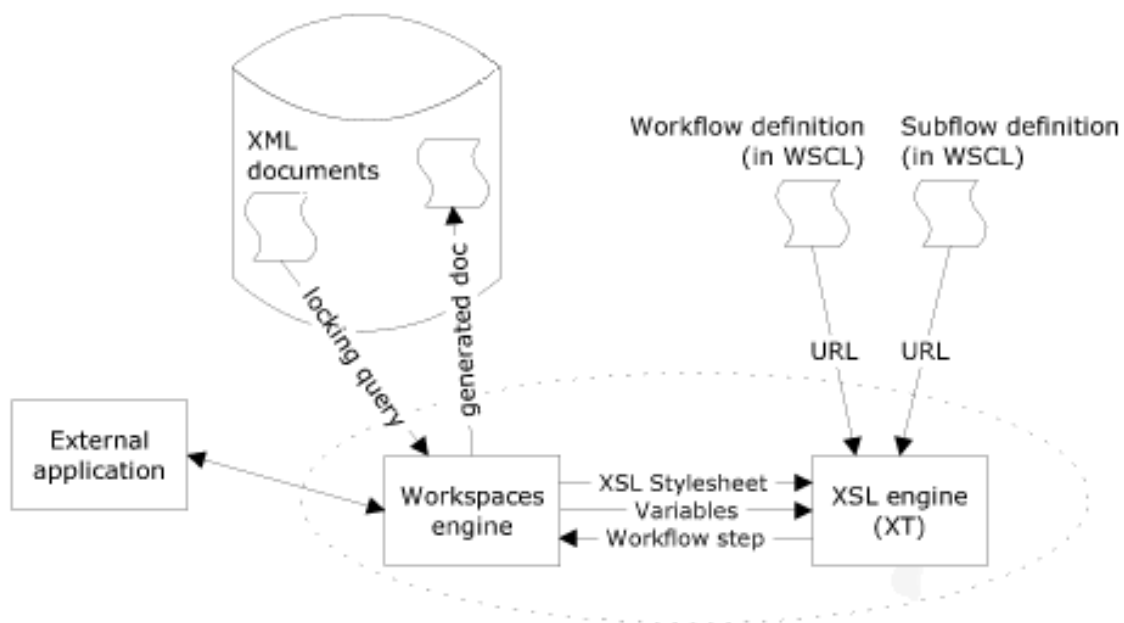 XML
documents
Workflow definition
(in WSCL)
Subflow definition
(in WSCL)
locking query
generated doc
URL
URL
External
application
Workspaces
engine
XSL Stylesheet
Variables
Workflow step
XSL engine
(XT)